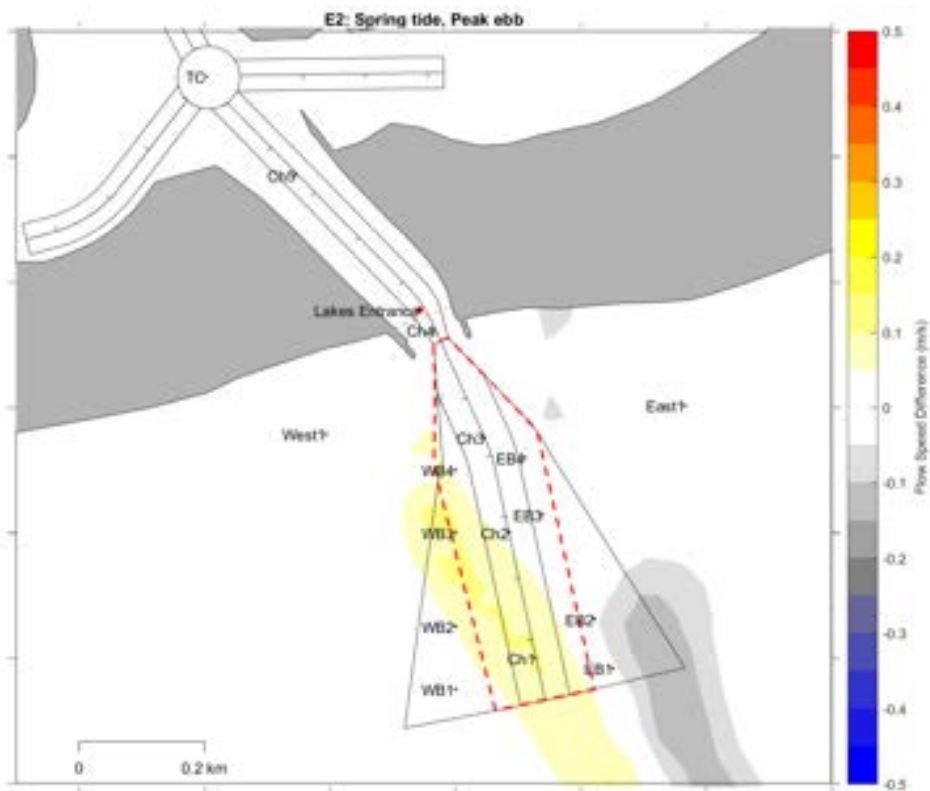 E2: Spring tide, Peak ebb
TC
Ch5
Lakes Entrance
Ch4
West1
East1
Ch3
EB4
WB4
EB3
WB3
Ch2
EB2
WB2
Ch1
EB1
WB1
0 0.2 km
0.5
0.4
0.3
0.2
0.1
0
-0.1
-0.2
-0.3
-0.4
-0.5
Flow Speed Difference (m/s)